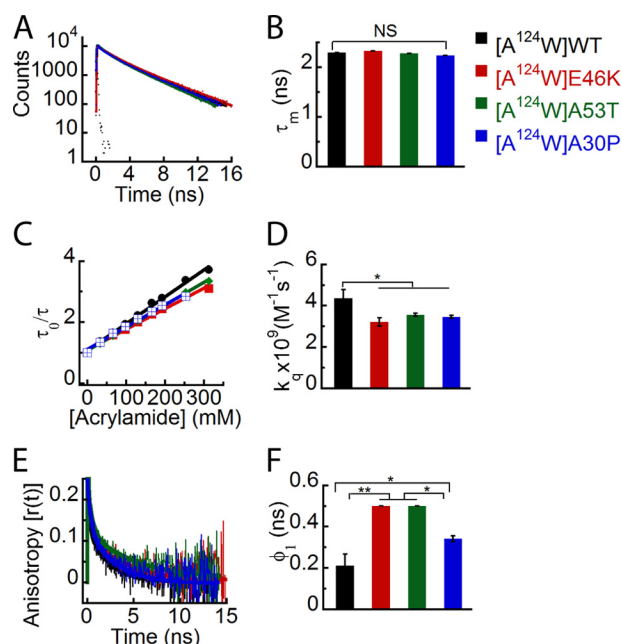 A
Counts
10⁴
1000
100
10
1
0 4 8 12 16
Time (ns)
B
NS
τm (ns)
2
1
0
[A¹²⁴W]WT
[A¹²⁴W]E46K
[A¹²⁴W]A53T
[A¹²⁴W]A30P
C
τ0/τ
4
2
0
0 100 200 300
[Acrylamide] (mM)
D
*
kq x10⁹(M⁻¹s⁻¹)
6
4
2
0
E
Anisotropy [r(t)]
0.2
0.1
0
0 5 10 15
Time (ns)
F
*
** *
ϕ1 (ns)
0.6
0.4
0.2
0